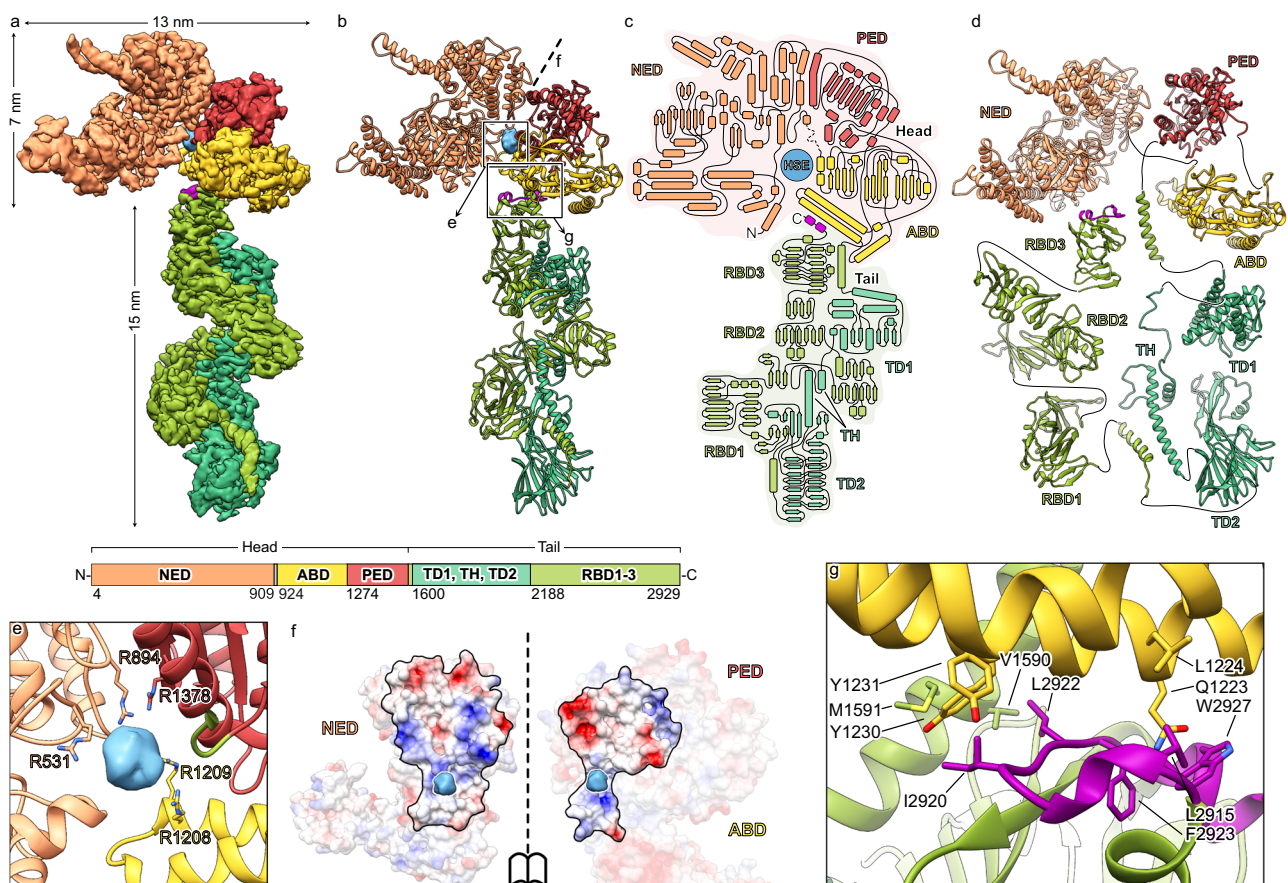 a
13 nm
7 nm
15 nm
b
f
e
g
c
NED
PED
Head
HSE
C
N
ABD
RBD3
Tail
RBD2
TD1
TH
RBD1
TD2
d
PED
NED
RBD3
ABD
RBD2
TH
TD1
RBD1
TD2
Head Tail
N- NED ABD PED TD1, TH, TD2 RBD1-3 -C
4 909 924 1274 1600 2188 2929
e
R894
R1378
R531
R1209
R1208
f
NED
PED
ABD
g
Y1231
M1591
Y1230
V1590
L2922
L1224
Q1223
W2927
I2920
L2915
F2923